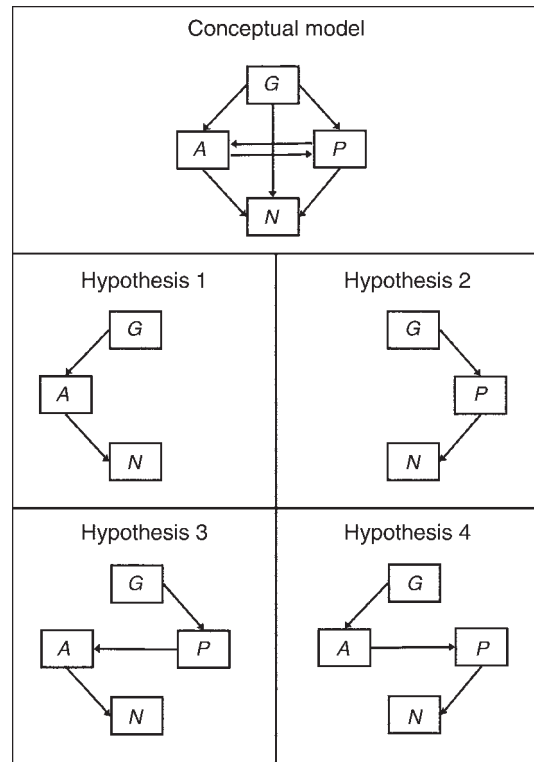 Conceptual model
G
A P
N
Hypothesis 1 Hypothesis 2
G G
A P
N N
Hypothesis 3 Hypothesis 4
G G
A P A P
N N